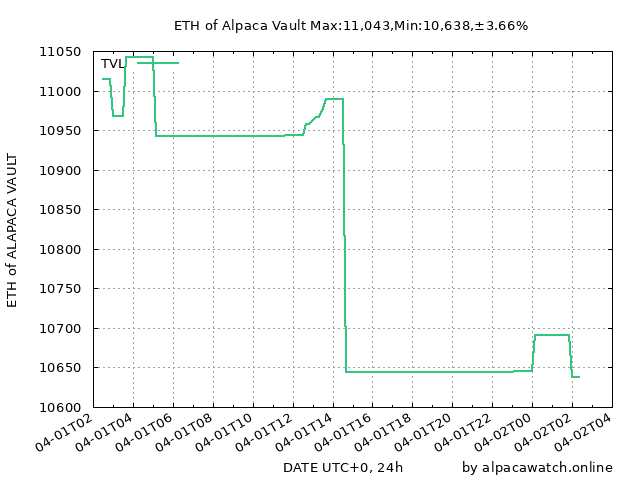 ETH of Alpaca Vault Max:11,043,Min:10,638,±3.66%
TVL
11050
11000
10950
10900
10850
10800
10750
10700
10650
10600
ETH of ALAPACA VAULT
04-01T02
04-01T04
04-01T06
04-01T08
04-01T10
04-01T12
04-01T14
04-01T16
04-01T18
04-01T20
04-01T22
04-02T00
04-02T02
04-02T04
DATE UTC+0, 24h
by alpacawatch.online